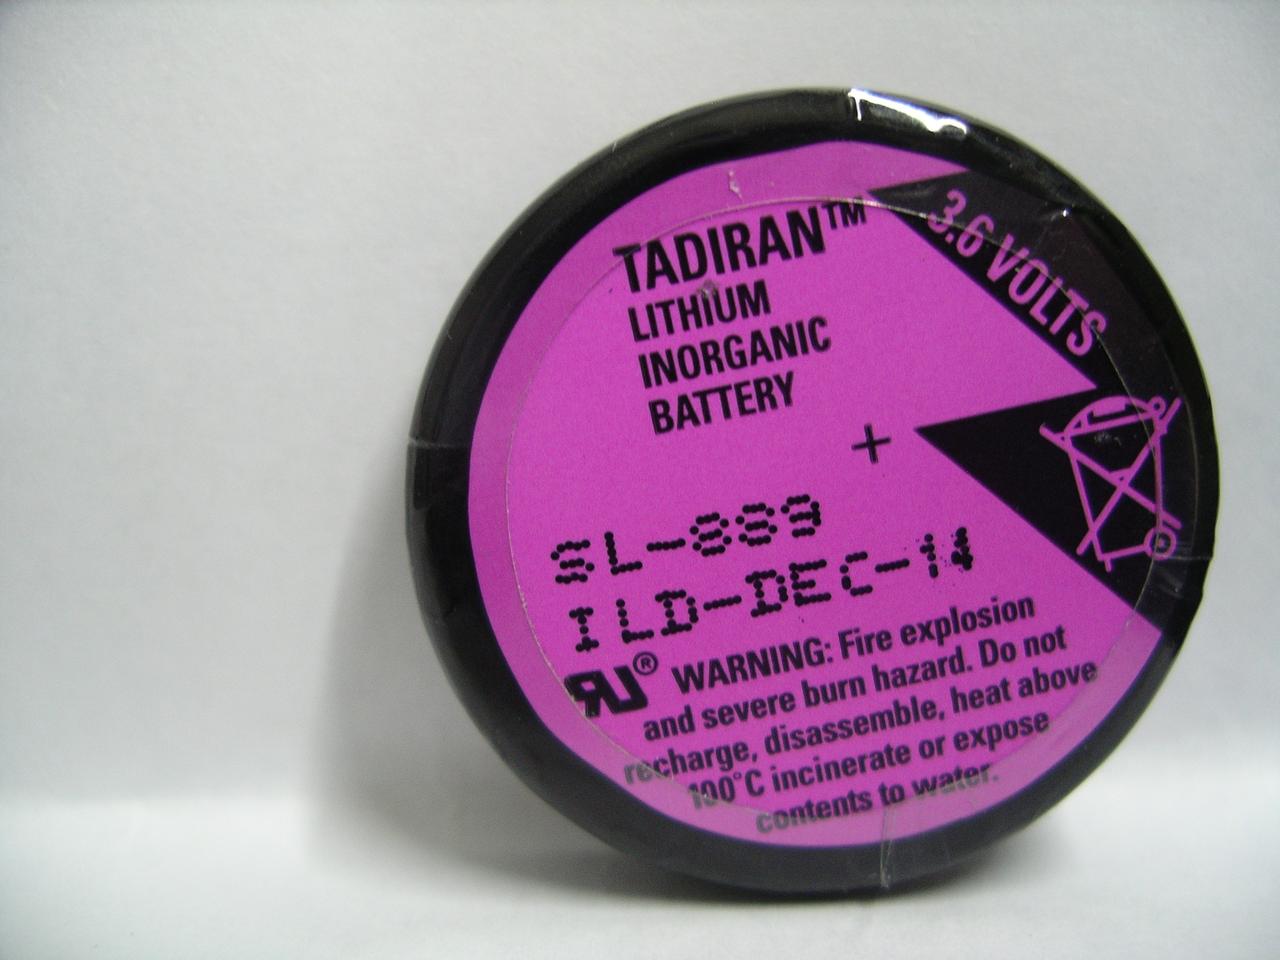 TADIRAN™
LITHIUM
INORGANIC
BATTERY
3.6 VOLTS
+
SL-889
ILD-DEC-14
RU® WARNING: Fire explosion
and severe burn hazard. Do not
recharge, disassemble, heat above
100°C incinerate or expose
contents to water.